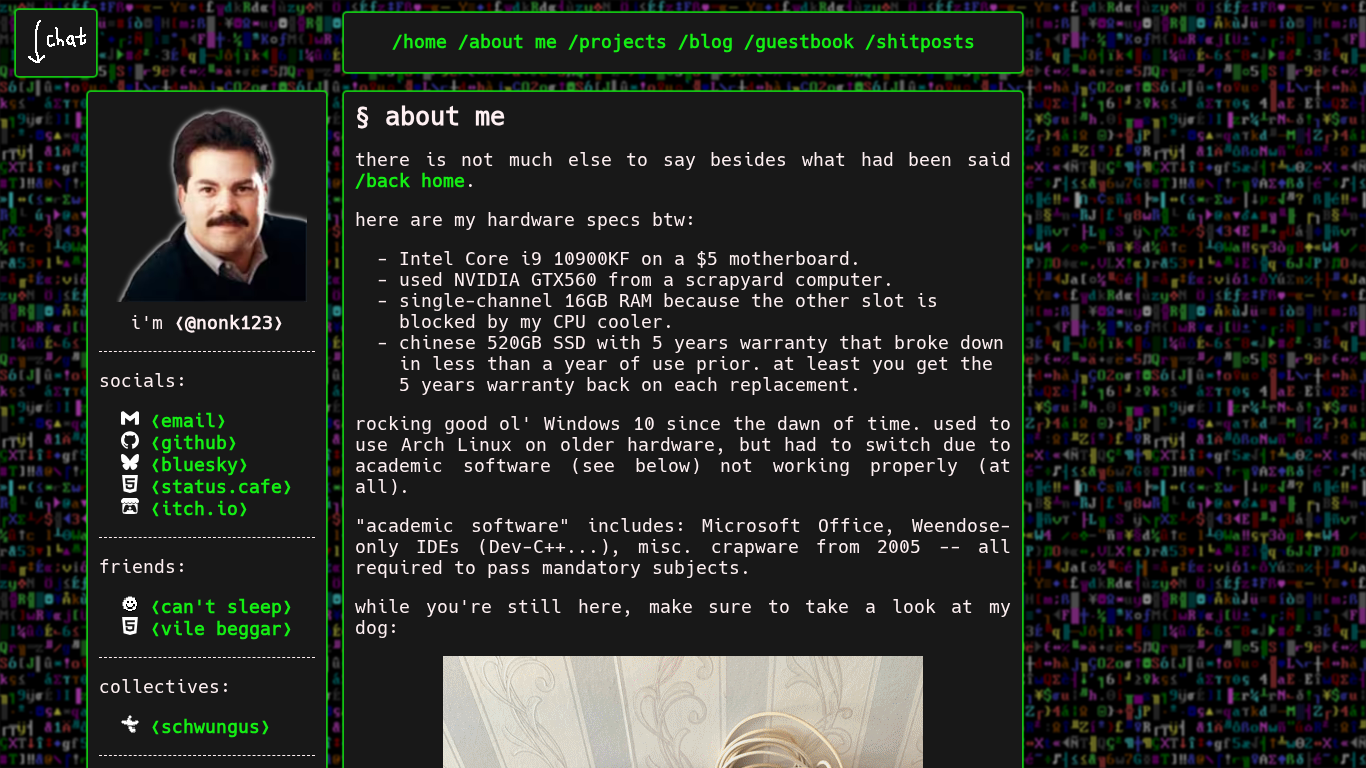 chat
/home /about me /projects /blog /guestbook /shitposts
i'm ❬@nonk123❭
socials:
❬email❭
❬github❭
❬bluesky❭
❬status.cafe❭
❬itch.io❭
friends:
❬can't sleep❭
❬vile beggar❭
collectives:
❬schwungus❭
§ about me
there is not much else to say besides what had been said
/back home.
here are my hardware specs btw:
- Intel Core i9 10900KF on a $5 motherboard.
- used NVIDIA GTX560 from a scrapyard computer.
- single-channel 16GB RAM because the other slot is
blocked by my CPU cooler.
- chinese 520GB SSD with 5 years warranty that broke down
in less than a year of use prior. at least you get the
5 years warranty back on each replacement.
rocking good ol' Windows 10 since the dawn of time. used to
use Arch Linux on older hardware, but had to switch due to
academic software (see below) not working properly (at
all).
"academic software" includes: Microsoft Office, Weendose-
only IDEs (Dev-C++...), misc. crapware from 2005 -- all
required to pass mandatory subjects.
while you're still here, make sure to take a look at my
dog: